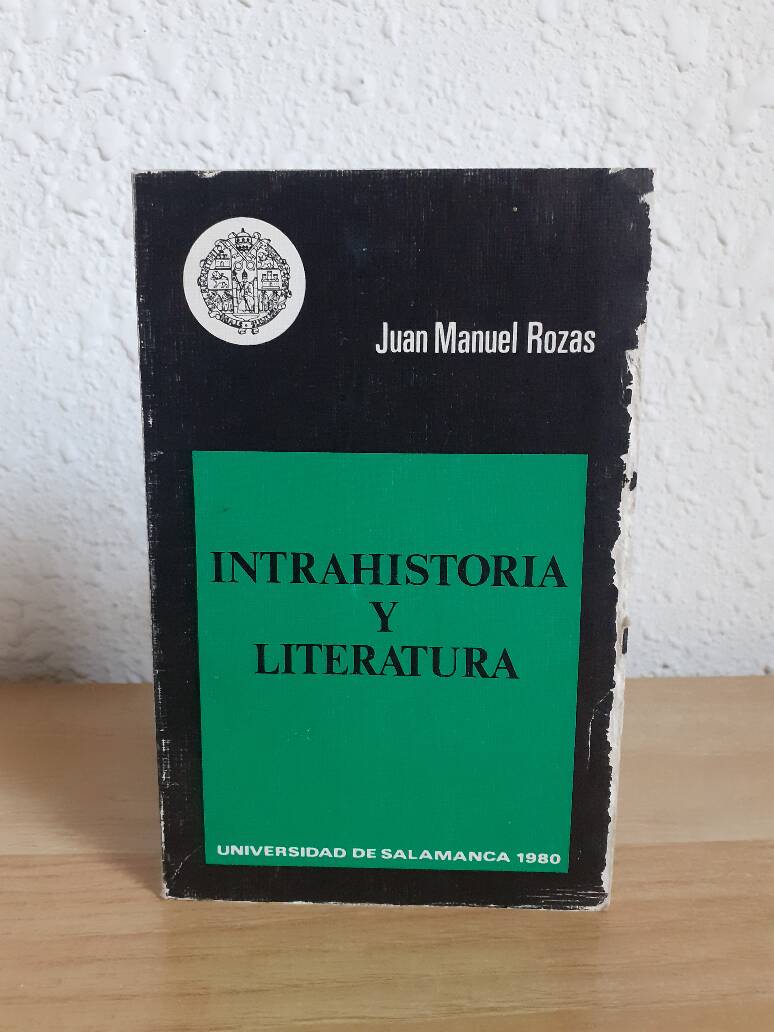 Juan Manuel Rozas
INTRAHISTORIA
Y
LITERATURA
UNIVERSIDAD DE SALAMANCA 1980